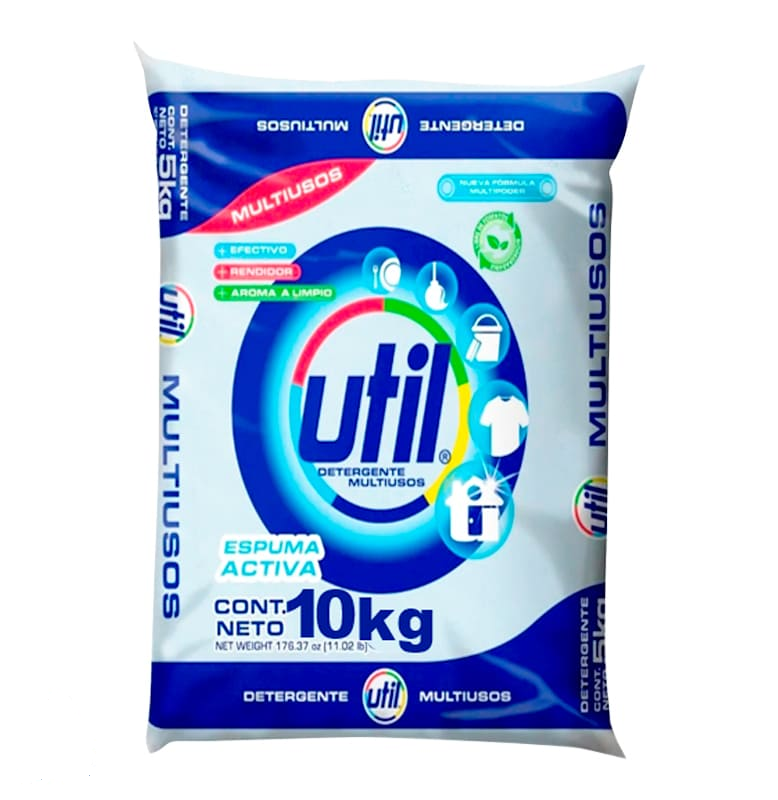 DETERGENTE util MULTIUSOS
DETERGENTE
CONT.
NETO 5kg
MULTIUSOS
NUEVA FÓRMULA
MULTIPODER
+ EFECTIVO
+ RENDIDOR
+ AROMA A LIMPIO
util
MULTIUSOS
MULTIUSOS
util
util®
DETERGENTE
MULTIUSOS
ESPUMA
ACTIVA
CONT.
NETO 10kg
NET WEIGHT 176.37 oz (11.02 lb)
DETERGENTE
CONT.
NETO 5kg
DETERGENTE util MULTIUSOS